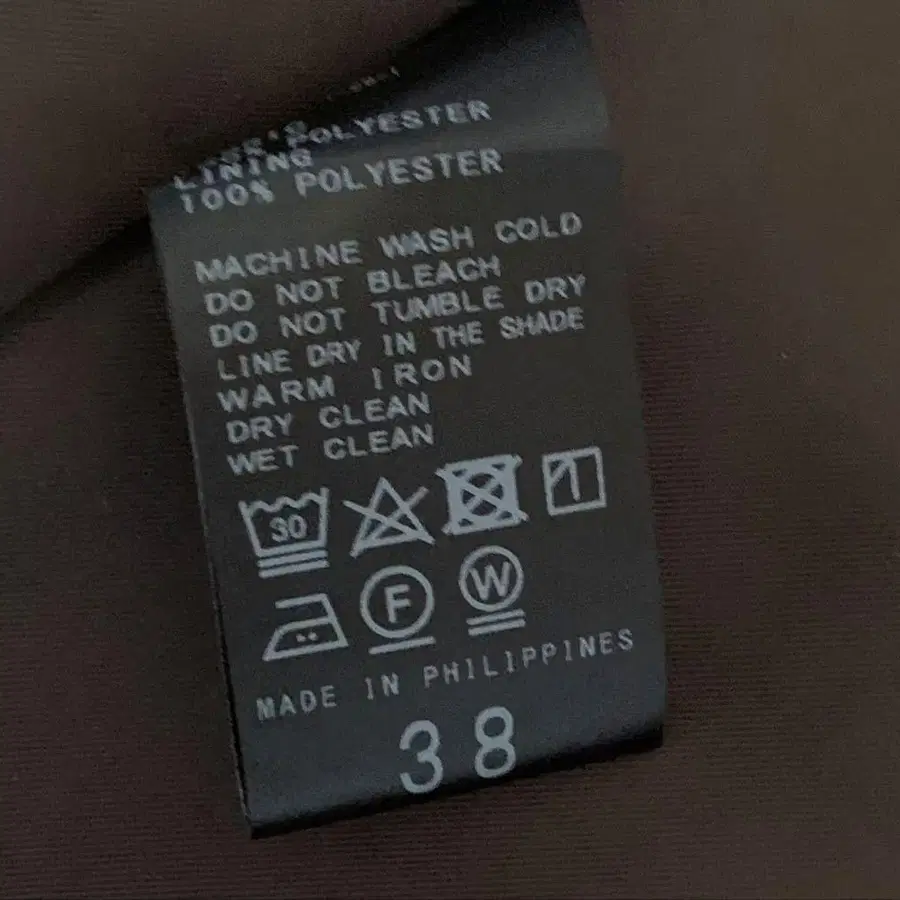 POLYESTER
LINING
100% POLYESTER
MACHINE WASH COLD
DO NOT BLEACH
DO NOT TUMBLE DRY
LINE DRY IN THE SHADE
WARM IRON
DRY CLEAN
WET CLEAN
30
F W
MADE IN PHILIPPINES
38